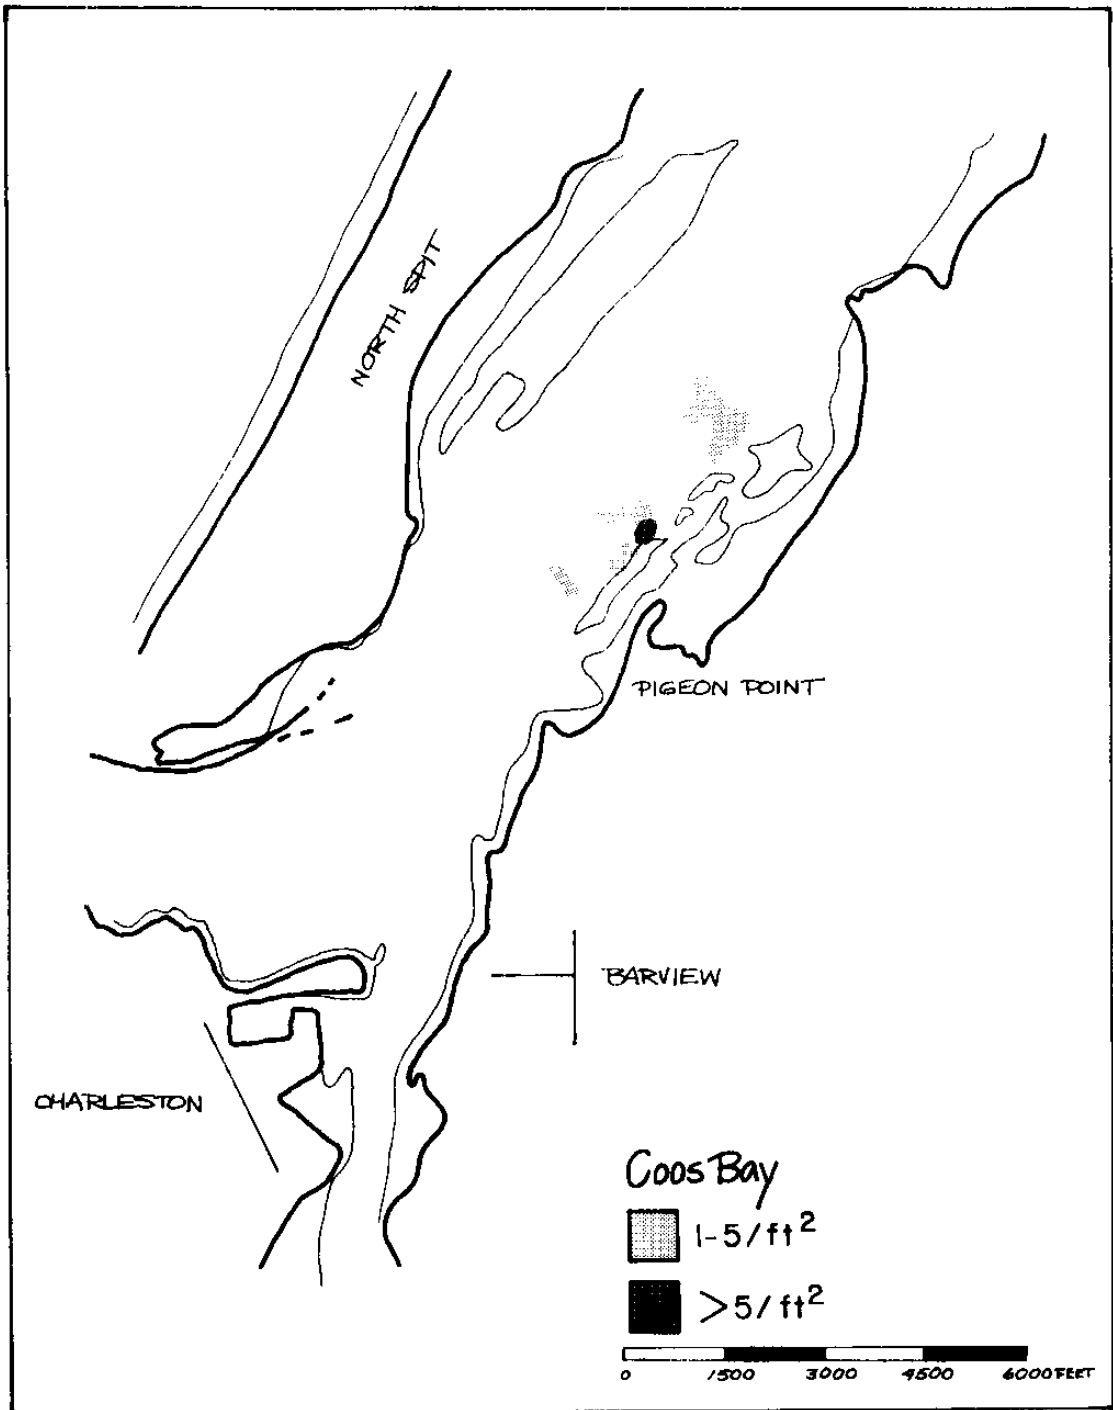 NORTH SPIT
PIGEON POINT
BARVIEW
CHARLESTON
Coos Bay
1-5/ft²
>5/ft²
0 1500 3000 4500 6000 FEET